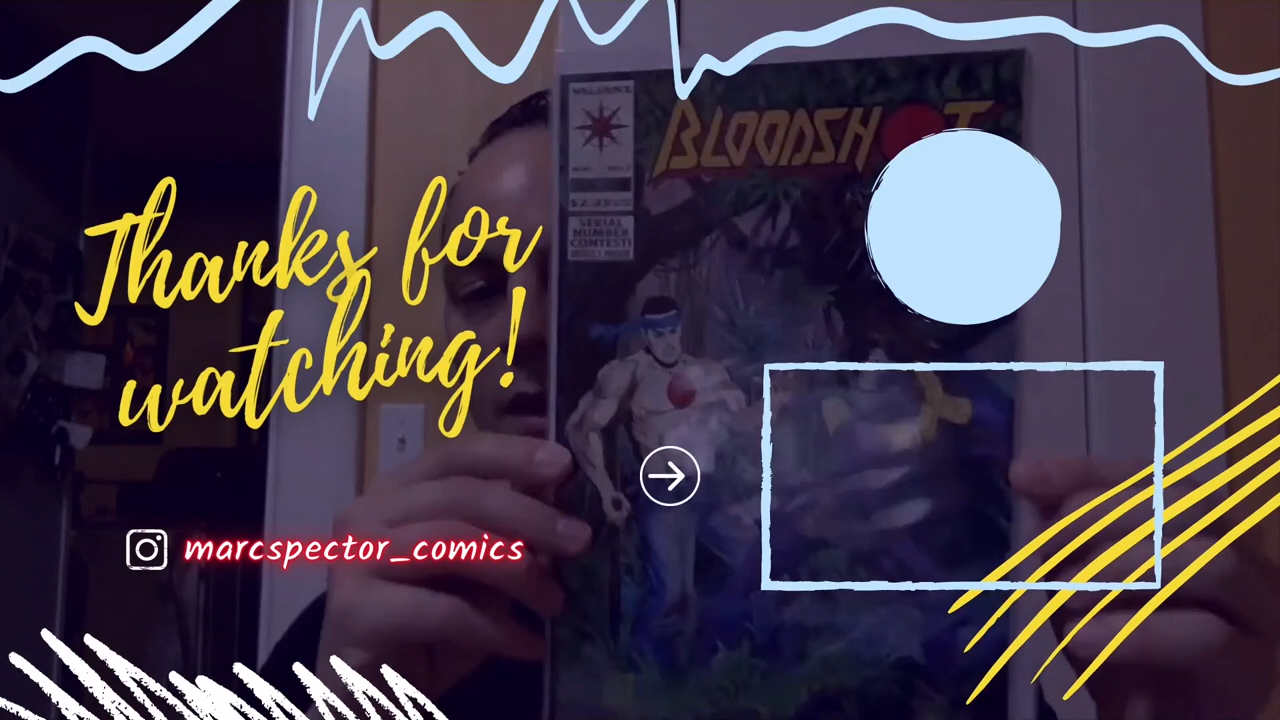 VALIANT
BLOODSHOT
SERIAL
NUMBER
CONTEST!
Thanks for
watching!
marcspector_comics